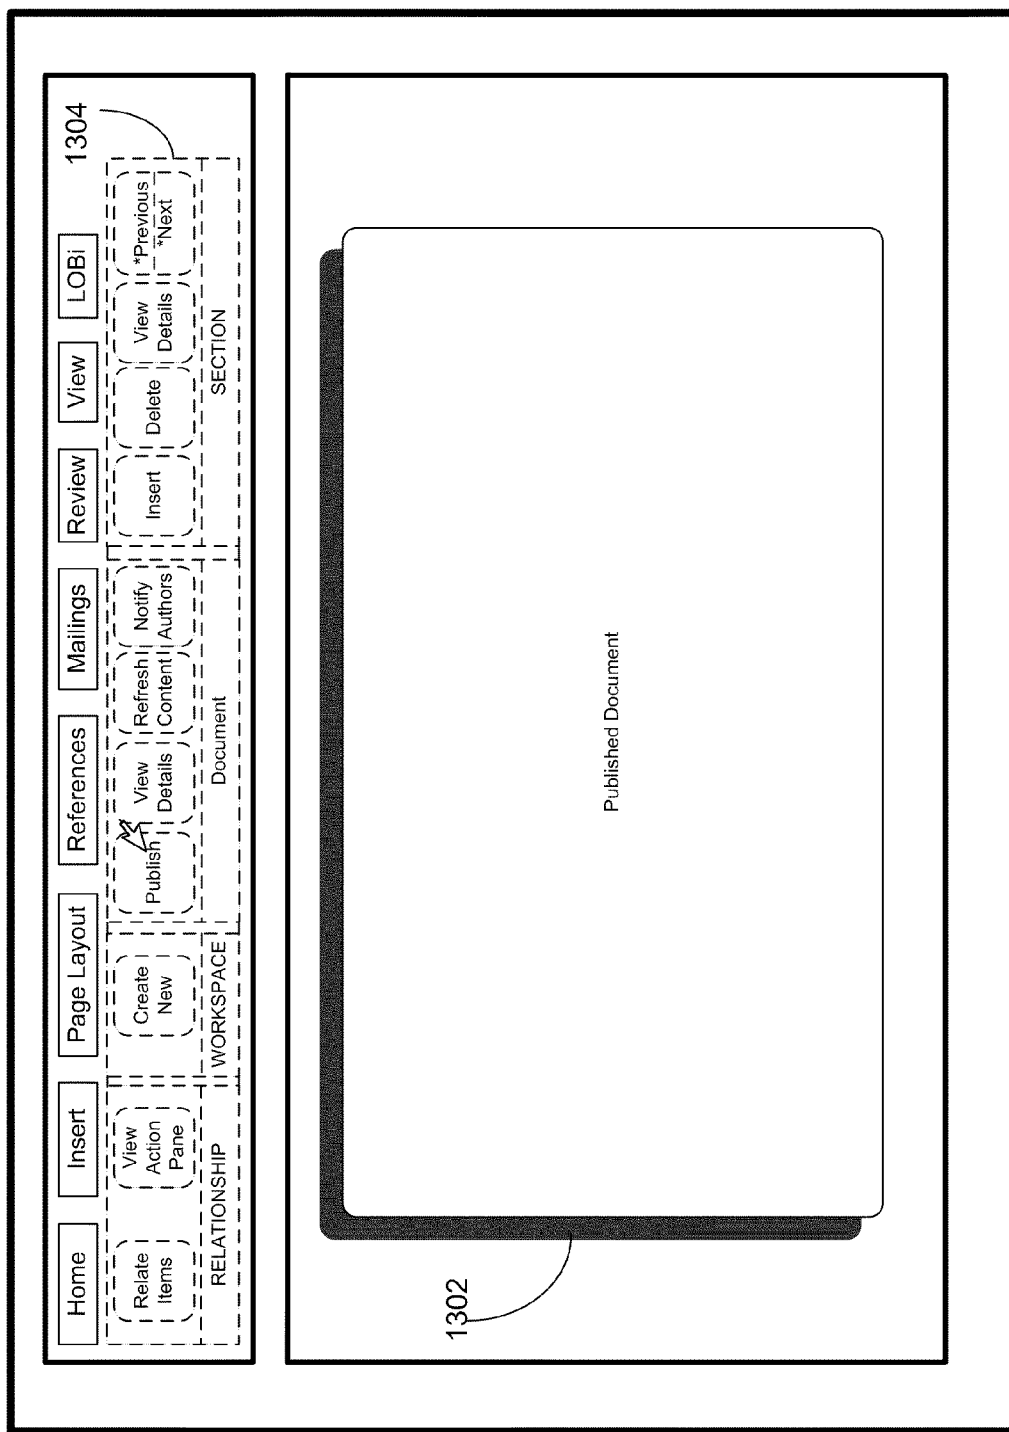 Home Insert Page Layout References Mailings Review View LOBi
1304
Relate
Items
View
Action
Pane
RELATIONSHIP
Create
New
WORKSPACE
Publish
View
Details
Refresh
Content
Notify
Authors
Document
Insert
Delete
View
Details
*Previous
*Next
SECTION
Published Document
1302